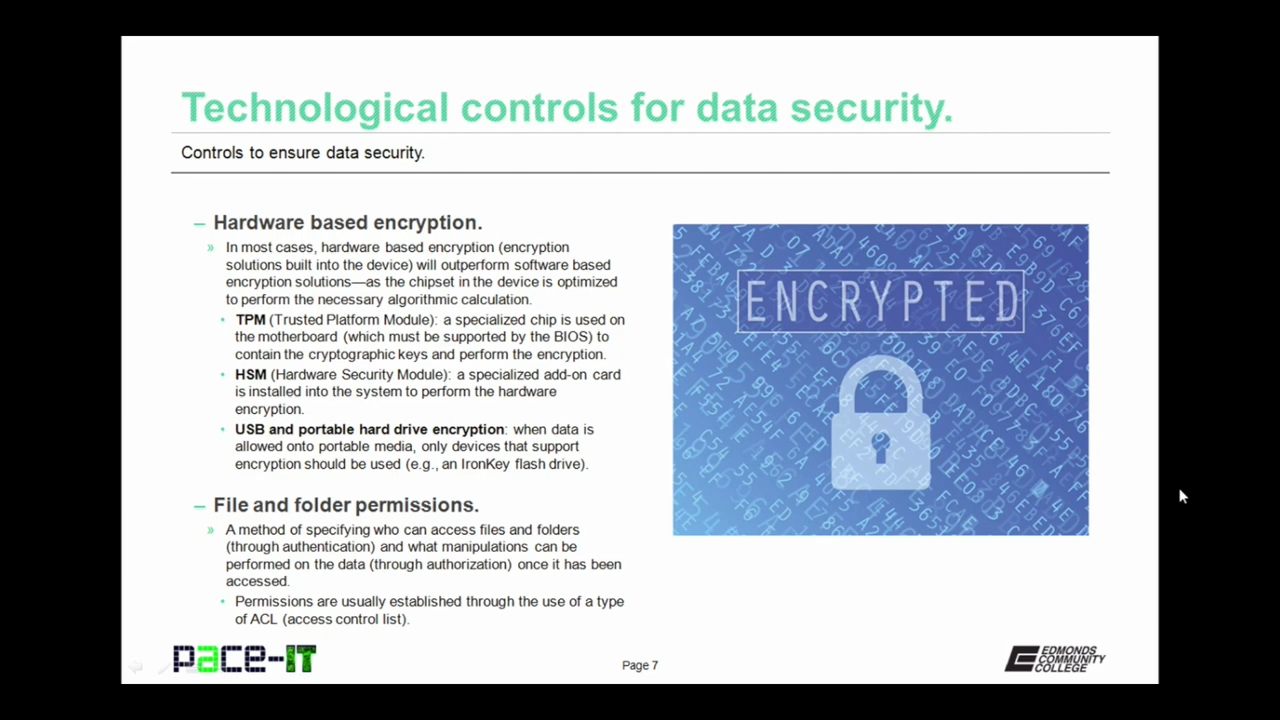 Technological controls for data security.
Controls to ensure data security.
– Hardware based encryption.
» In most cases, hardware based encryption (encryption
solutions built into the device) will outperform software based
encryption solutions—as the chipset in the device is optimized
to perform the necessary algorithmic calculation.
• TPM (Trusted Platform Module): a specialized chip is used on
the motherboard (which must be supported by the BIOS) to
contain the cryptographic keys and perform the encryption.
• HSM (Hardware Security Module): a specialized add-on card
is installed into the system to perform the hardware
encryption.
• USB and portable hard drive encryption: when data is
allowed onto portable media, only devices that support
encryption should be used (e.g., an IronKey flash drive).
– File and folder permissions.
» A method of specifying who can access files and folders
(through authentication) and what manipulations can be
performed on the data (through authorization) once it has been
accessed.
• Permissions are usually established through the use of a type
of ACL (access control list).
ENCRYPTED
pace-IT
Page 7
EDMONDS
COMMUNITY
COLLEGE